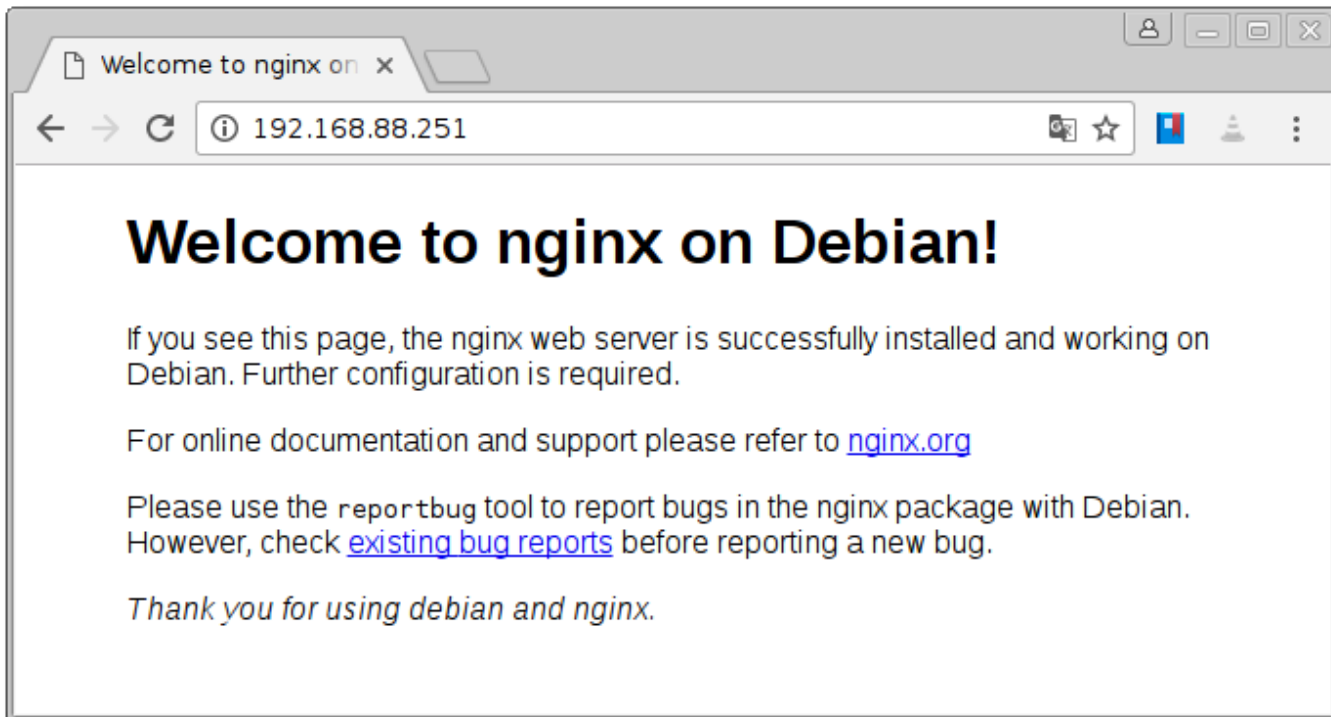 Welcome to nginx on
192.168.88.251
Welcome to nginx on Debian!
If you see this page, the nginx web server is successfully installed and working on
Debian. Further configuration is required.
For online documentation and support please refer to nginx.org
Please use the reportbug tool to report bugs in the nginx package with Debian.
However, check existing bug reports before reporting a new bug.
Thank you for using debian and nginx.